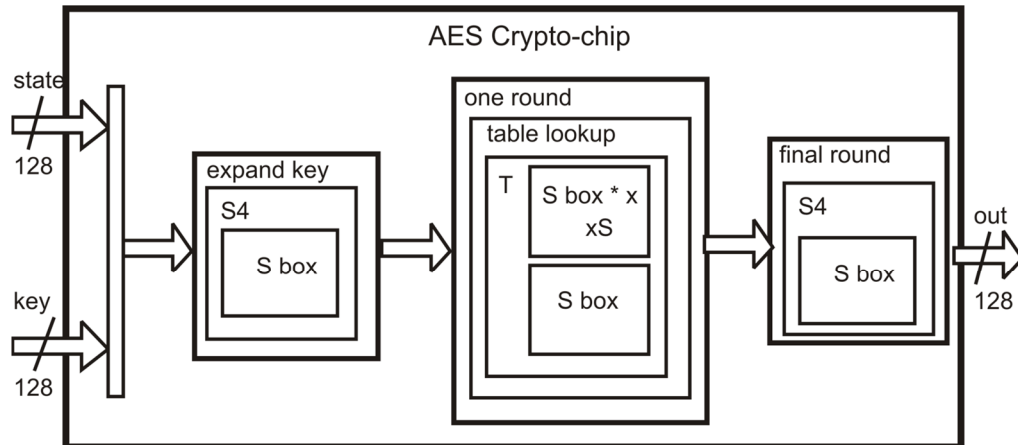 AES Crypto-chip
state
128
key
128
expand key
S4
S box
one round
table lookup
T
S box * x
xS
S box
final round
S4
S box
out
128